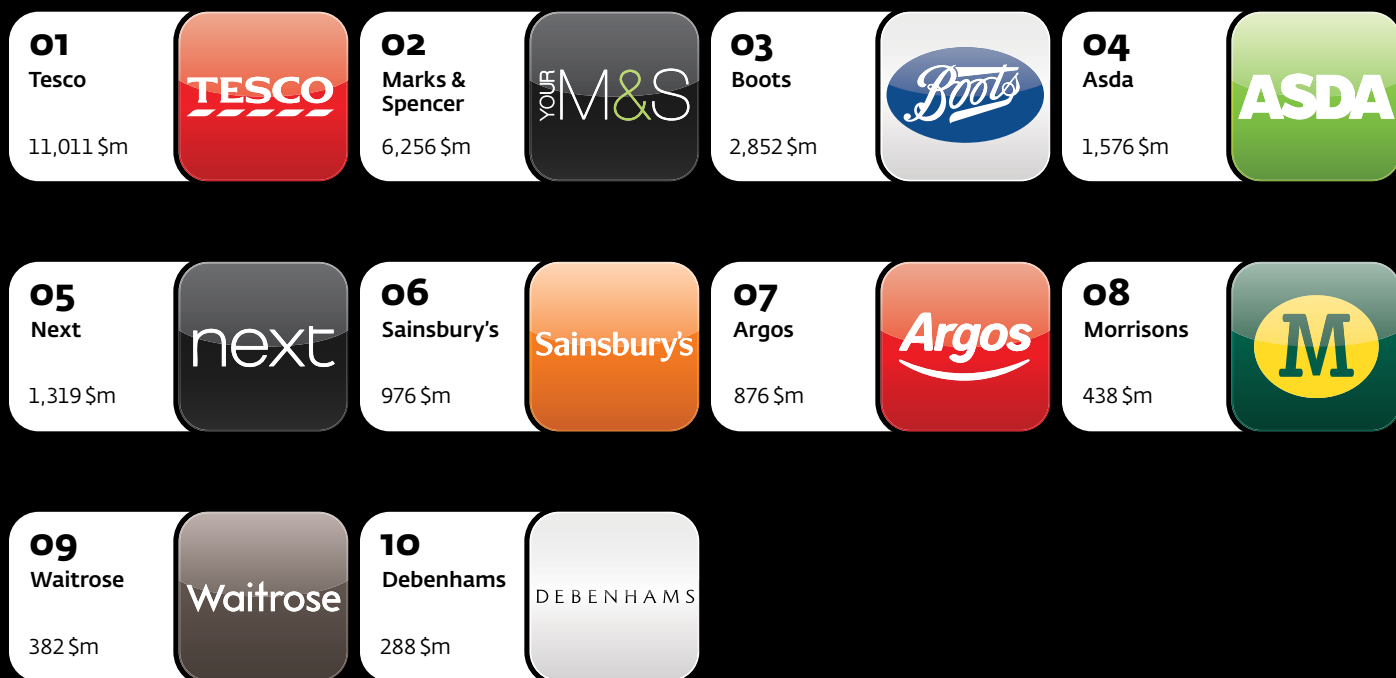 01
Tesco
11,011 $m
TESCO
02
Marks &
Spencer
6,256 $m
YOUR M&S
03
Boots
2,852 $m
Boots
04
Asda
1,576 $m
ASDA
05
Next
1,319 $m
next
06
Sainsbury's
976 $m
Sainsbury's
07
Argos
876 $m
Argos
08
Morrisons
438 $m
M
09
Waitrose
382 $m
Waitrose
10
Debenhams
288 $m
DEBENHAMS